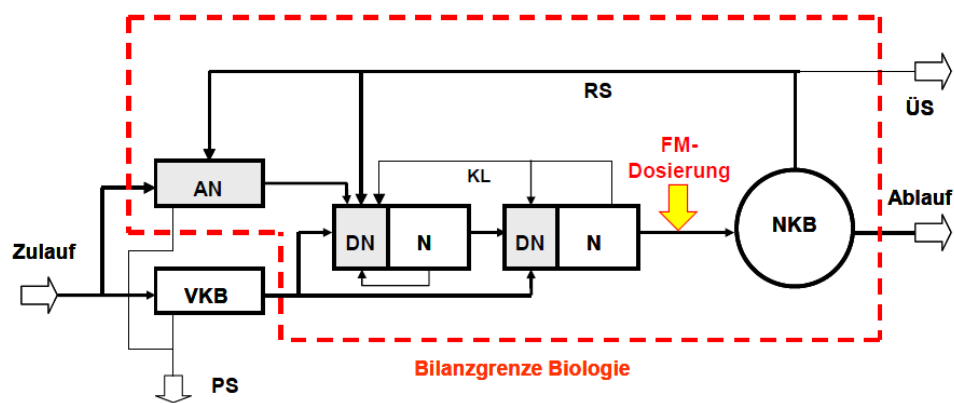 RS
ÜS
FM-
Dosierung
AN
KL
Ablauf
DN
N
DN
N
NKB
Zulauf
VKB
Bilanzgrenze Biologie
PS